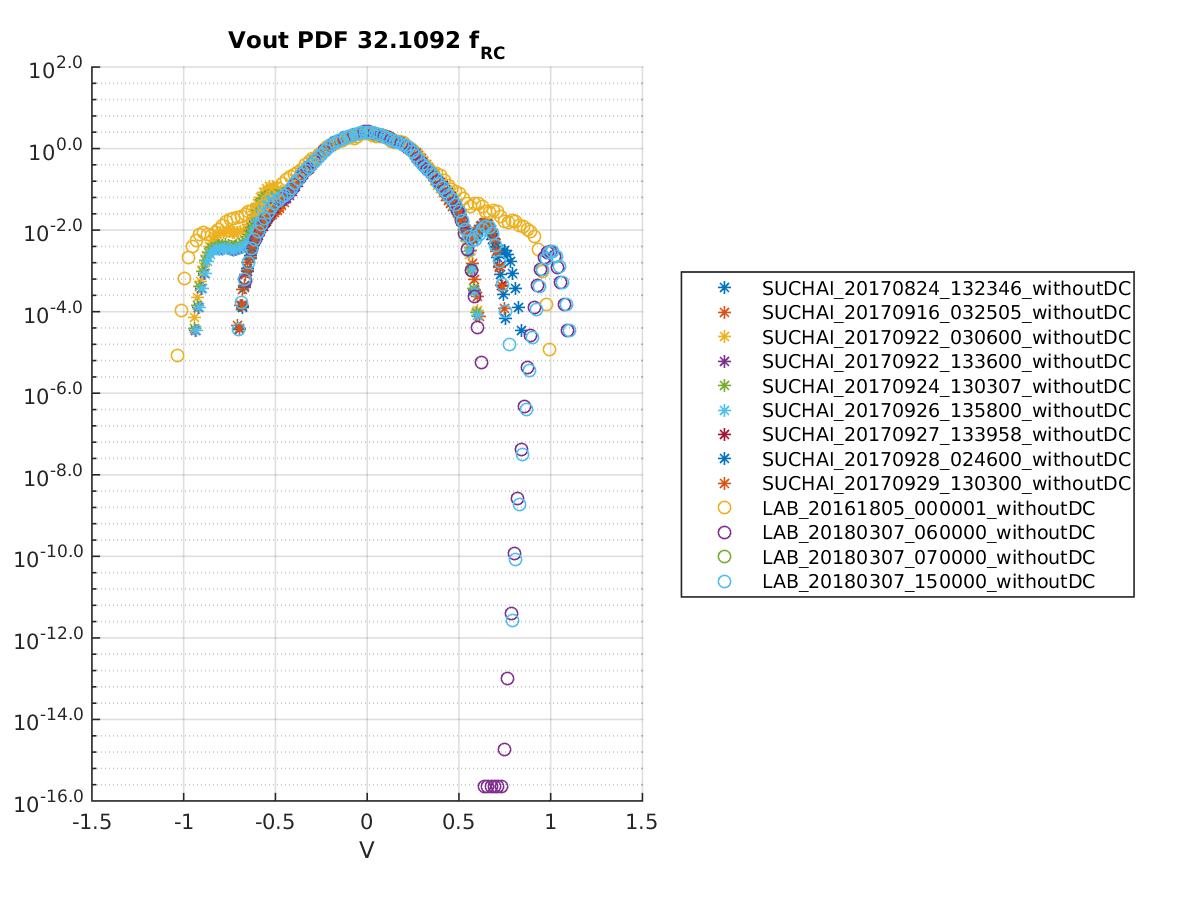 Vout PDF 32.1092 f_RC
10^2.0
10^0.0
10^-2.0
10^-4.0
10^-6.0
10^-8.0
10^-10.0
10^-12.0
10^-14.0
10^-16.0
-1.5 -1 -0.5 0 0.5 1 1.5
V
SUCHAI_20170824_132346_withoutDC
SUCHAI_20170916_032505_withoutDC
SUCHAI_20170922_030600_withoutDC
SUCHAI_20170922_133600_withoutDC
SUCHAI_20170924_130307_withoutDC
SUCHAI_20170926_135800_withoutDC
SUCHAI_20170927_133958_withoutDC
SUCHAI_20170928_024600_withoutDC
SUCHAI_20170929_130300_withoutDC
LAB_20161805_000001_withoutDC
LAB_20180307_060000_withoutDC
LAB_20180307_070000_withoutDC
LAB_20180307_150000_withoutDC